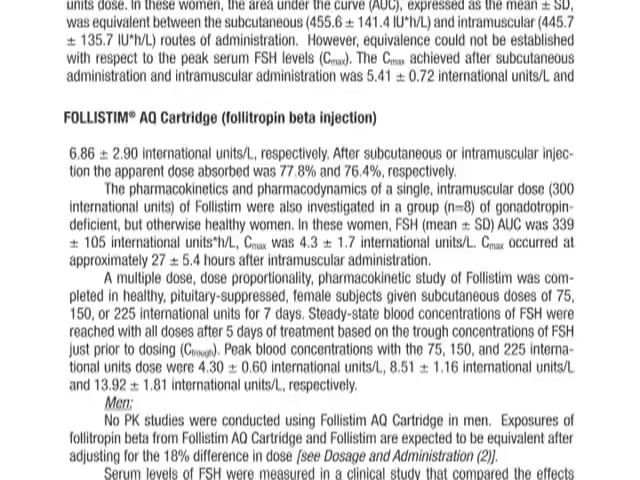 units dose. In these women, the area under the curve (AUC), expressed as the mean ± SD,
was equivalent between the subcutaneous (455.6 ± 141.4 IU*h/L) and intramuscular (445.7
± 135.7 IU*h/L) routes of administration. However, equivalence could not be established
with respect to the peak serum FSH levels (Cmax). The Cmax achieved after subcutaneous
administration and intramuscular administration was 5.41 ± 0.72 international units/L and
FOLLISTIM® AQ Cartridge (follitropin beta injection)
6.86 ± 2.90 international units/L, respectively. After subcutaneous or intramuscular injec-
tion the apparent dose absorbed was 77.8% and 76.4%, respectively.
The pharmacokinetics and pharmacodynamics of a single, intramuscular dose (300
international units) of Follistim were also investigated in a group (n=8) of gonadotropin-
deficient, but otherwise healthy women. In these women, FSH (mean ± SD) AUC was 339
± 105 international units*h/L, Cmax was 4.3 ± 1.7 international units/L. Cmax occurred at
approximately 27 ± 5.4 hours after intramuscular administration.
A multiple dose, dose proportionality, pharmacokinetic study of Follistim was com-
pleted in healthy, pituitary-suppressed, female subjects given subcutaneous doses of 75,
150, or 225 international units for 7 days. Steady-state blood concentrations of FSH were
reached with all doses after 5 days of treatment based on the trough concentrations of FSH
just prior to dosing (Ctrough). Peak blood concentrations with the 75, 150, and 225 interna-
tional units dose were 4.30 ± 0.60 international units/L, 8.51 ± 1.16 international units/L
and 13.92 ± 1.81 international units/L, respectively.
Men:
No PK studies were conducted using Follistim AQ Cartridge in men. Exposures of
follitropin beta from Follistim AQ Cartridge and Follistim are expected to be equivalent after
adjusting for the 18% difference in dose [see Dosage and Administration (2)].
Serum levels of FSH were measured in a clinical study that compared the effects